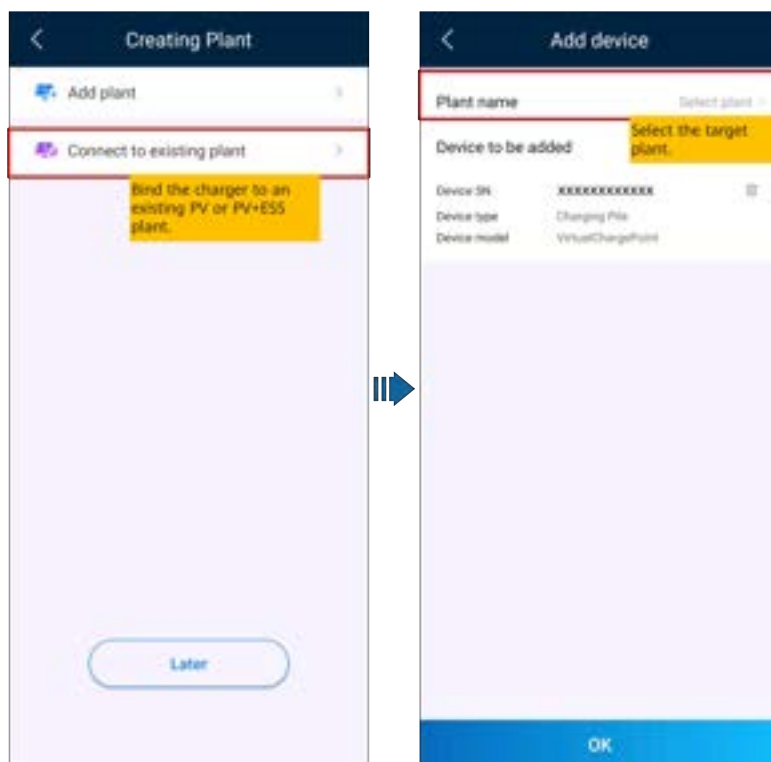 Creating Plant
Add plant
Connect to existing plant
Bind the charger to an
existing PV or PV+ESS
plant.
Later
Add device
Plant name
Select plant
Select the target
plant.
Device to be added
Device SN
XXXXXXXXXXXX
Device type
Charging Pile
Device model
VirtualChargePoint
OK